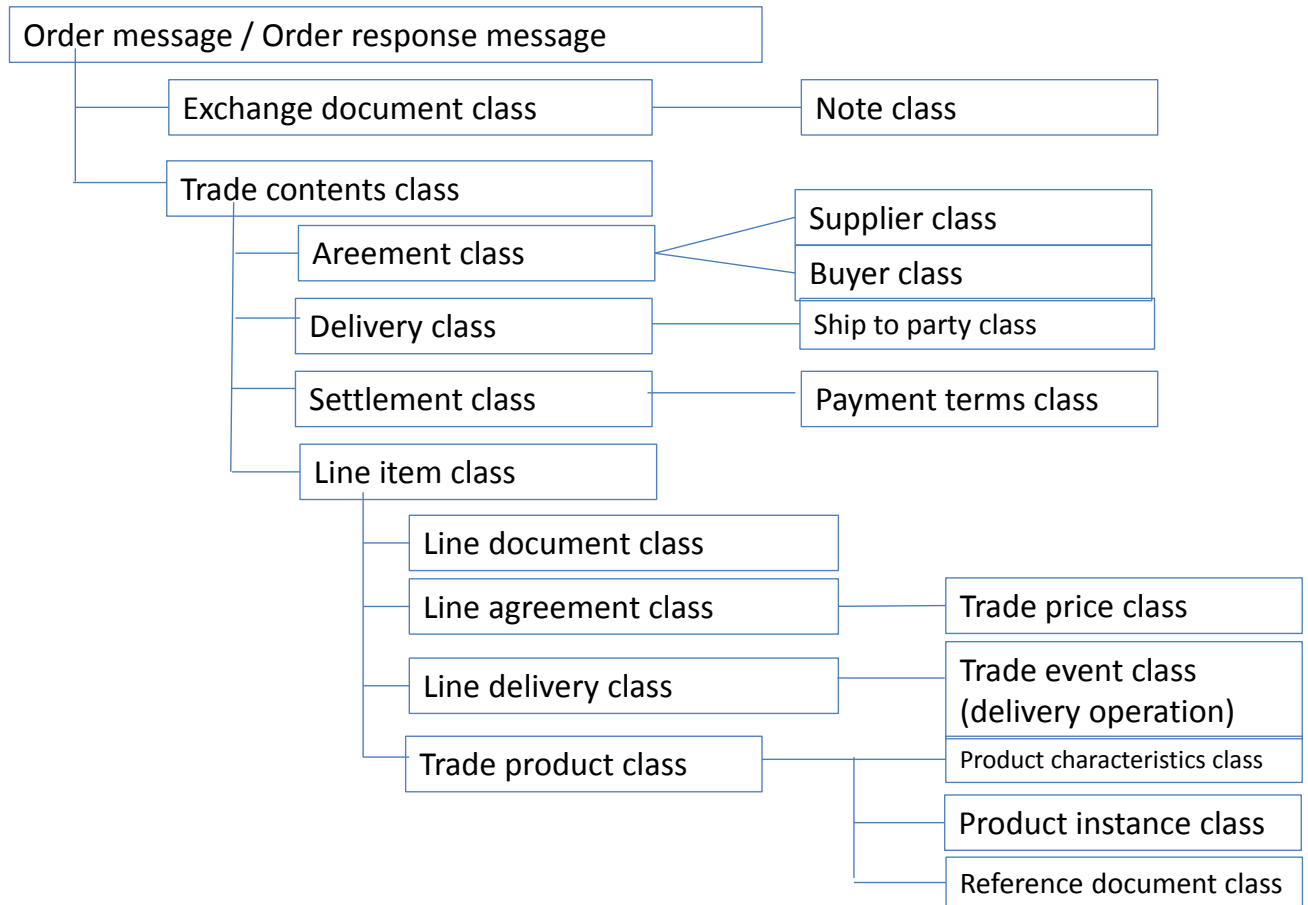 Order message / Order response message
Exchange document class
Note class
Trade contents class
Supplier class
Areement class
Buyer class
Delivery class
Ship to party class
Settlement class
Payment terms class
Line item class
Line document class
Line agreement class
Trade price class
Line delivery class
Trade event class
(delivery operation)
Trade product class
Product characteristics class
Product instance class
Reference document class